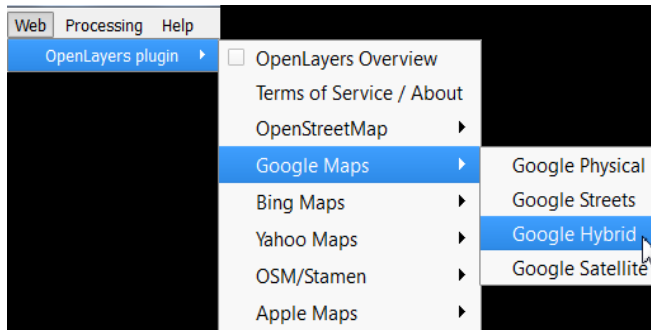 Web Processing Help
OpenLayers plugin
OpenLayers Overview
Terms of Service / About
OpenStreetMap
Google Maps
Bing Maps
Yahoo Maps
OSM/Stamen
Apple Maps
Google Physical
Google Streets
Google Hybrid
Google Satellite